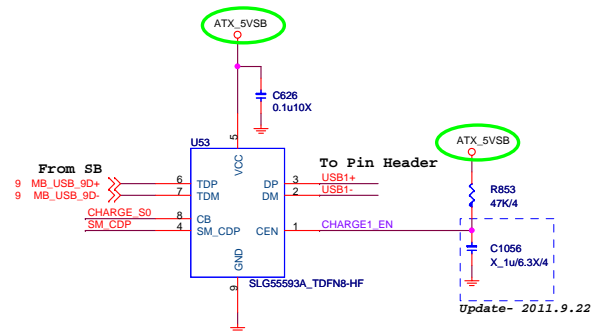 ATX_5VSB
C626
0.1u10X
U53
5
VCC
ATX_5VSB
From SB
To Pin Header
9 MB_USB_9D+ 6 TDP DP 3 USB1+
9 MB_USB_9D- 7 TDM DM 2 USB1-
R853
47K/4
CHARGE_S0 8 CB
SM_CDP 4 SM_CDP CEN 1 CHARGE1_EN
C1056
X_1u/6.3X/4
GND
9
SLG55593A_TDFN8-HF
Update- 2011.9.22